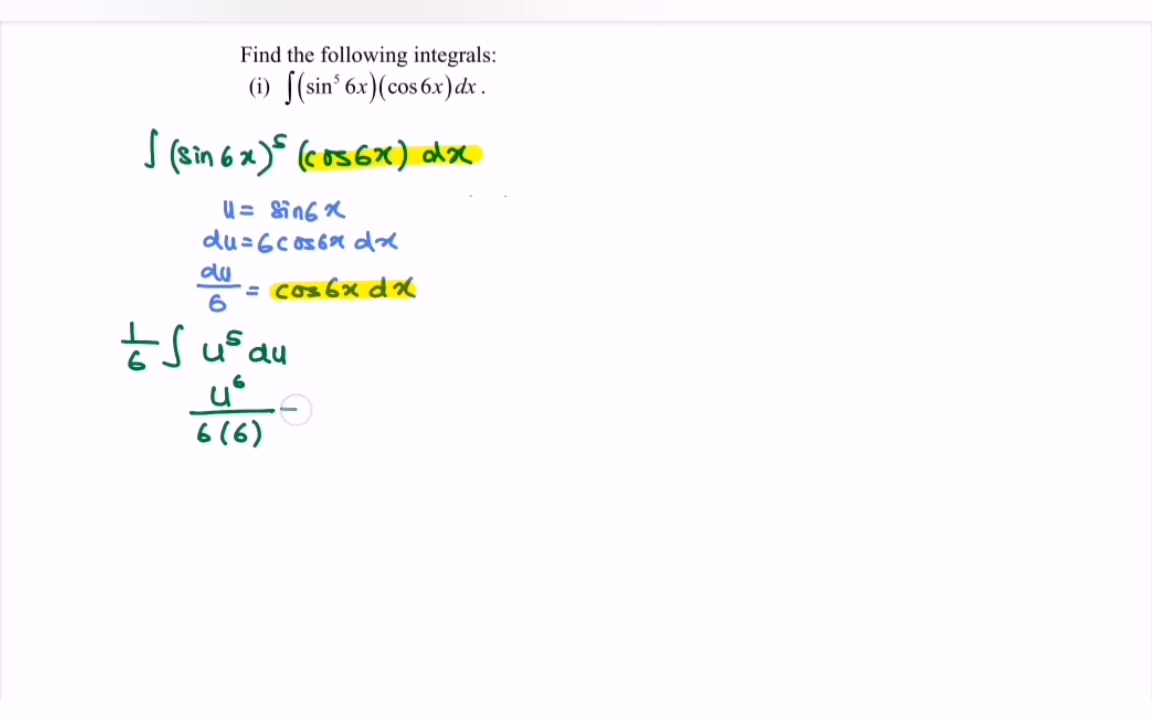 Find the following integrals:
(i) ∫(sin⁵ 6x)(cos 6x)dx.
∫ (sin 6x)⁵ (cos6x) dx
u = sin6x
du = 6cos6x dx
du/6 = cos6x dx
1/6 ∫ u⁵ du
u⁶/6(6) -